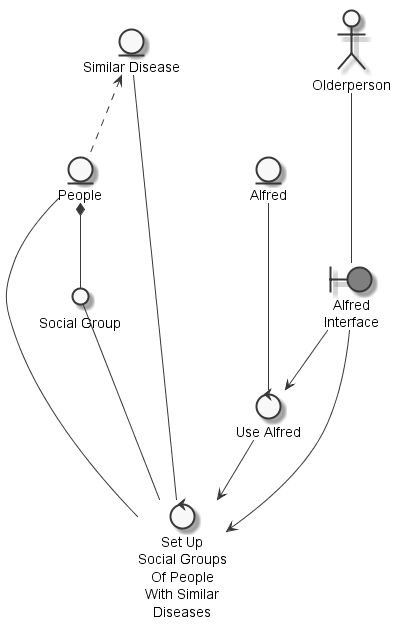 Similar Disease
Olderperson
People
Alfred
Social Group
Alfred
Interface
Use Alfred
Set Up
Social Groups
Of People
With Similar
Diseases